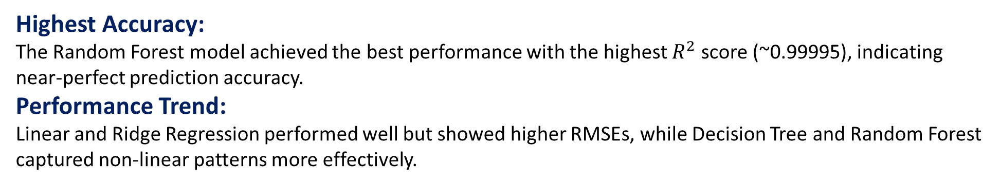 Highest Accuracy:
The Random Forest model achieved the best performance with the highest R² score (~0.99995), indicating
near-perfect prediction accuracy.
Performance Trend:
Linear and Ridge Regression performed well but showed higher RMSEs, while Decision Tree and Random Forest
captured non-linear patterns more effectively.